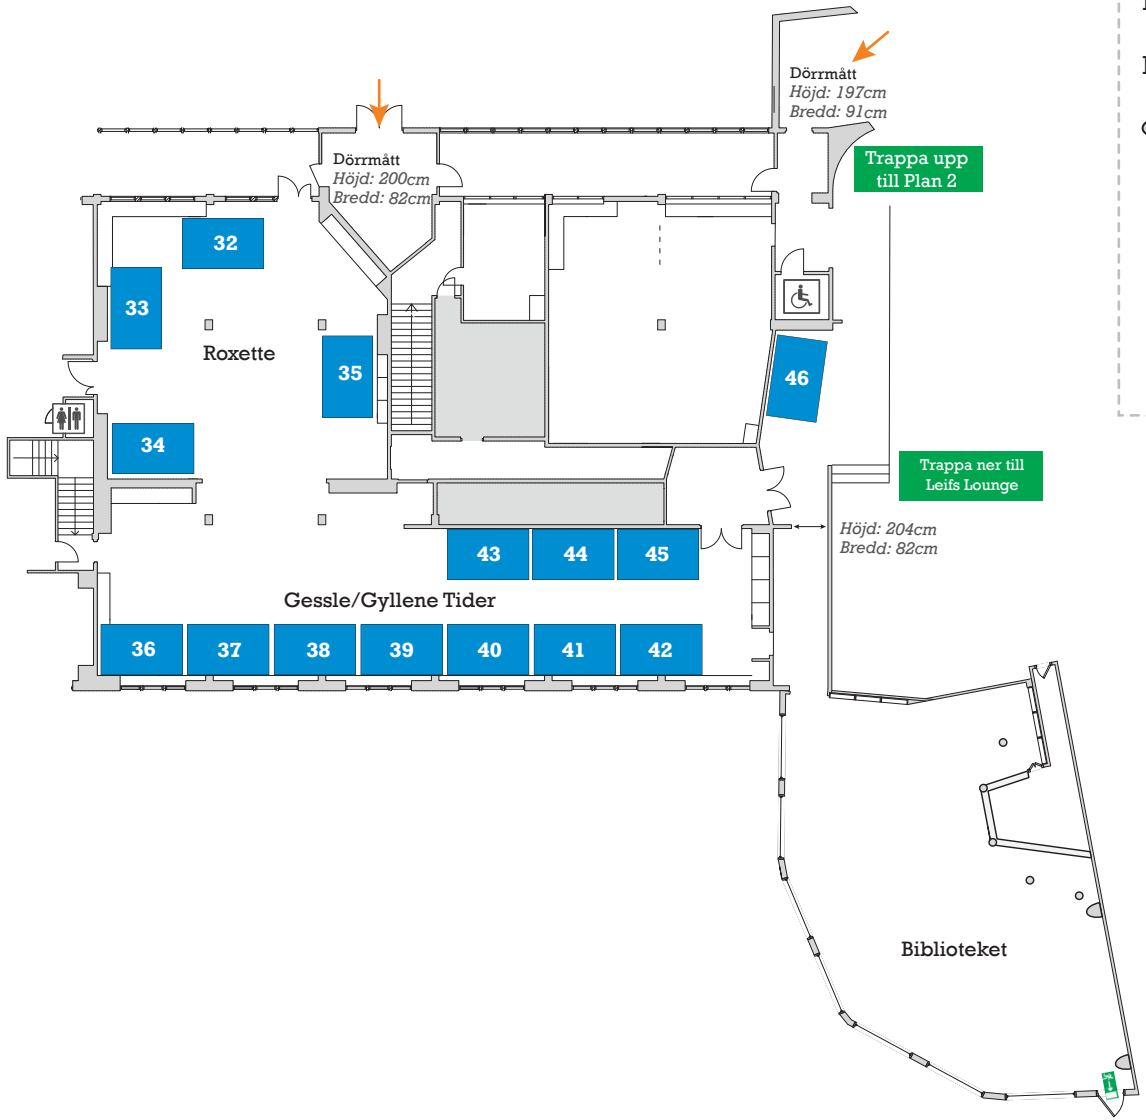 Dörrmått
Höjd: 197cm
Bredd: 91cm
Trappa upp
till Plan 2
Dörrmått
Höjd: 200cm
Bredd: 82cm
32
33
Roxette
35
46
34
Trappa ner till
Leifs Lounge
Höjd: 204cm
Bredd: 82cm
43
44
45
Gessle/Gyllene Tider
36
37
38
39
40
41
42
Biblioteket